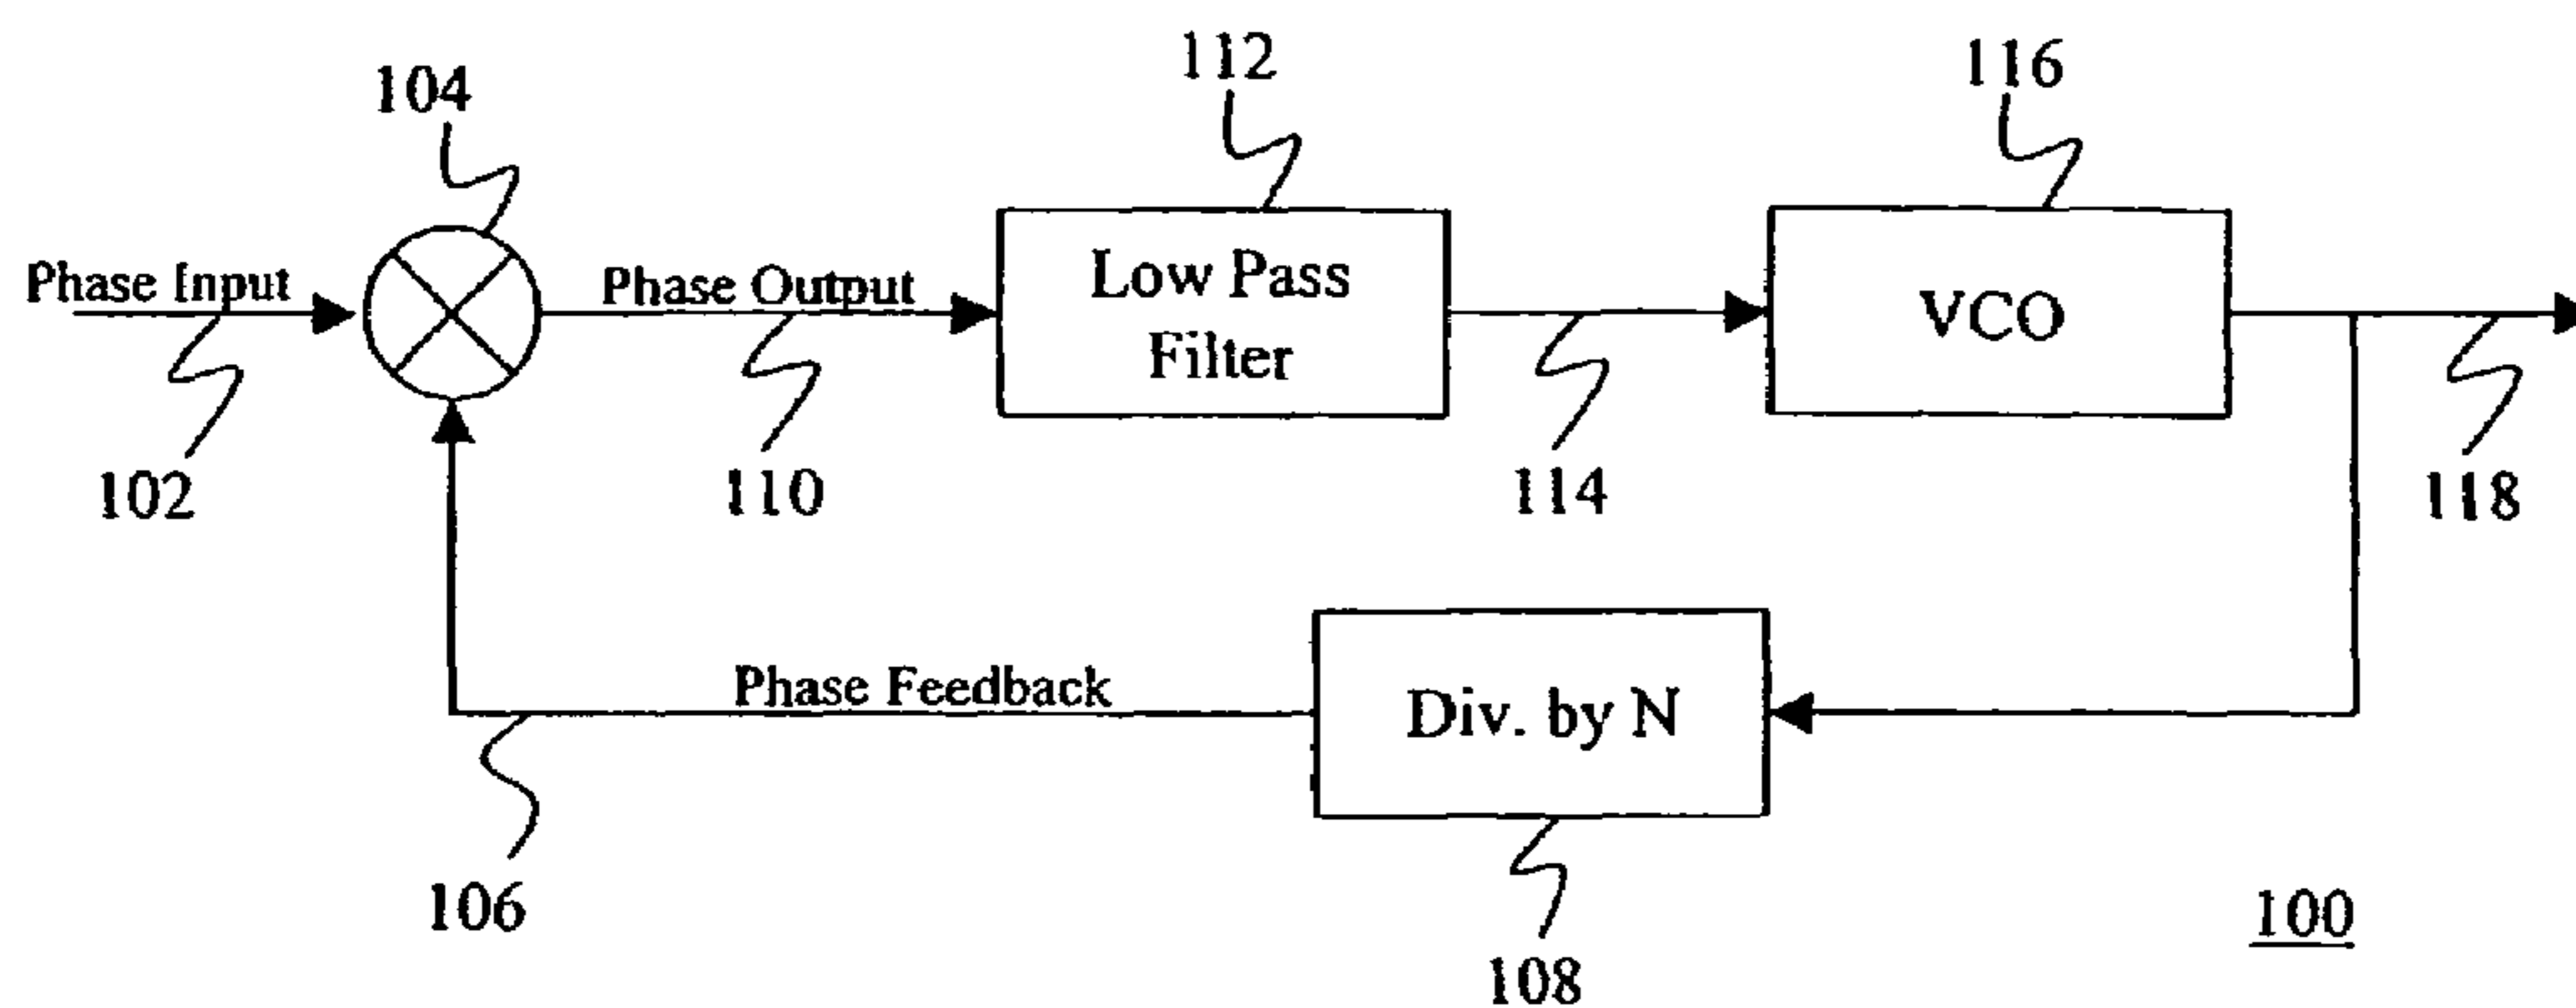 112
116
104
Phase Input
Phase Output
Low Pass
Filter
VCO
102
110
114
118
Phase Feedback
Div. by N
106
100
108